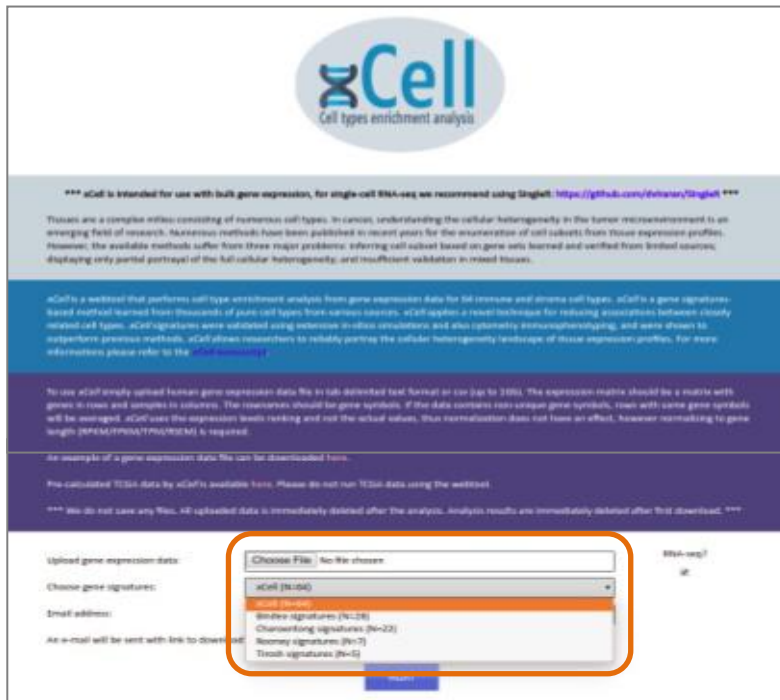 xCell
Cell types enrichment analysis
*** xCell is intended for use with bulk gene expression, for single-cell RNA-seq we recommend using SingleR: https://github.com/dviraran/SingleR ***
Tissues are a complex milieu consisting of numerous cell types. In cancer, understanding the cellular heterogeneity in the tumor microenvironment is an
emerging field of research. Numerous methods have been published in recent years for the enumeration of cell subsets from tissue expression profiles.
However, the available methods suffer from three major problems: inferring cell subset based on gene sets learned and verified from limited sources;
displaying only partial portrayal of the full cellular heterogeneity; and insufficient validation in mixed tissues.
xCell is a webtool that performs cell type enrichment analysis from gene expression data for 64 immune and stroma cell types. xCell is a gene signatures-
based method learned from thousands of pure cell types from various sources. xCell applies a novel technique for reducing associations between closely
related cell types. xCell signatures were validated using extensive in-silico simulations and also cytometry immunophenotyping, and were shown to
outperform previous methods. xCell allows researchers to reliably portray the cellular heterogeneity landscape of tissue expression profiles. For more
informations please refer to the xCell manuscript.
To use xCell simply upload human gene expression data file in tab delimited text format or csv (up to 1Gb). The expression matrix should be a matrix with
genes in rows and samples in columns. The rownames should be gene symbols. If the data contains non-unique gene symbols, rows with same gene symbols
will be averaged. xCell uses the expression levels ranking and not the actual values, thus normalization does not have an effect, however normalizing to gene
length (RPKM/FPKM/TPM/RSEM) is required.
An example of a gene expression data file can be downloaded here.
Pre-calculated TCGA data by xCell is available here. Please do not run TCGA data using the webtool.
*** We do not save any files. All uploaded data is immediately deleted after the analysis. Analysis results are immediately deleted after first download. ***
Upload gene expression data: Choose File No file chosen RNA-seq?
Choose gene signatures: xCell (N=64)
xCell (N=64)
Email address: Bindea signatures (N=28)
Charoentong signatures (N=22)
An e-mail will be sent with link to download Rooney signatures (N=7)
Tirosh signatures (N=5)